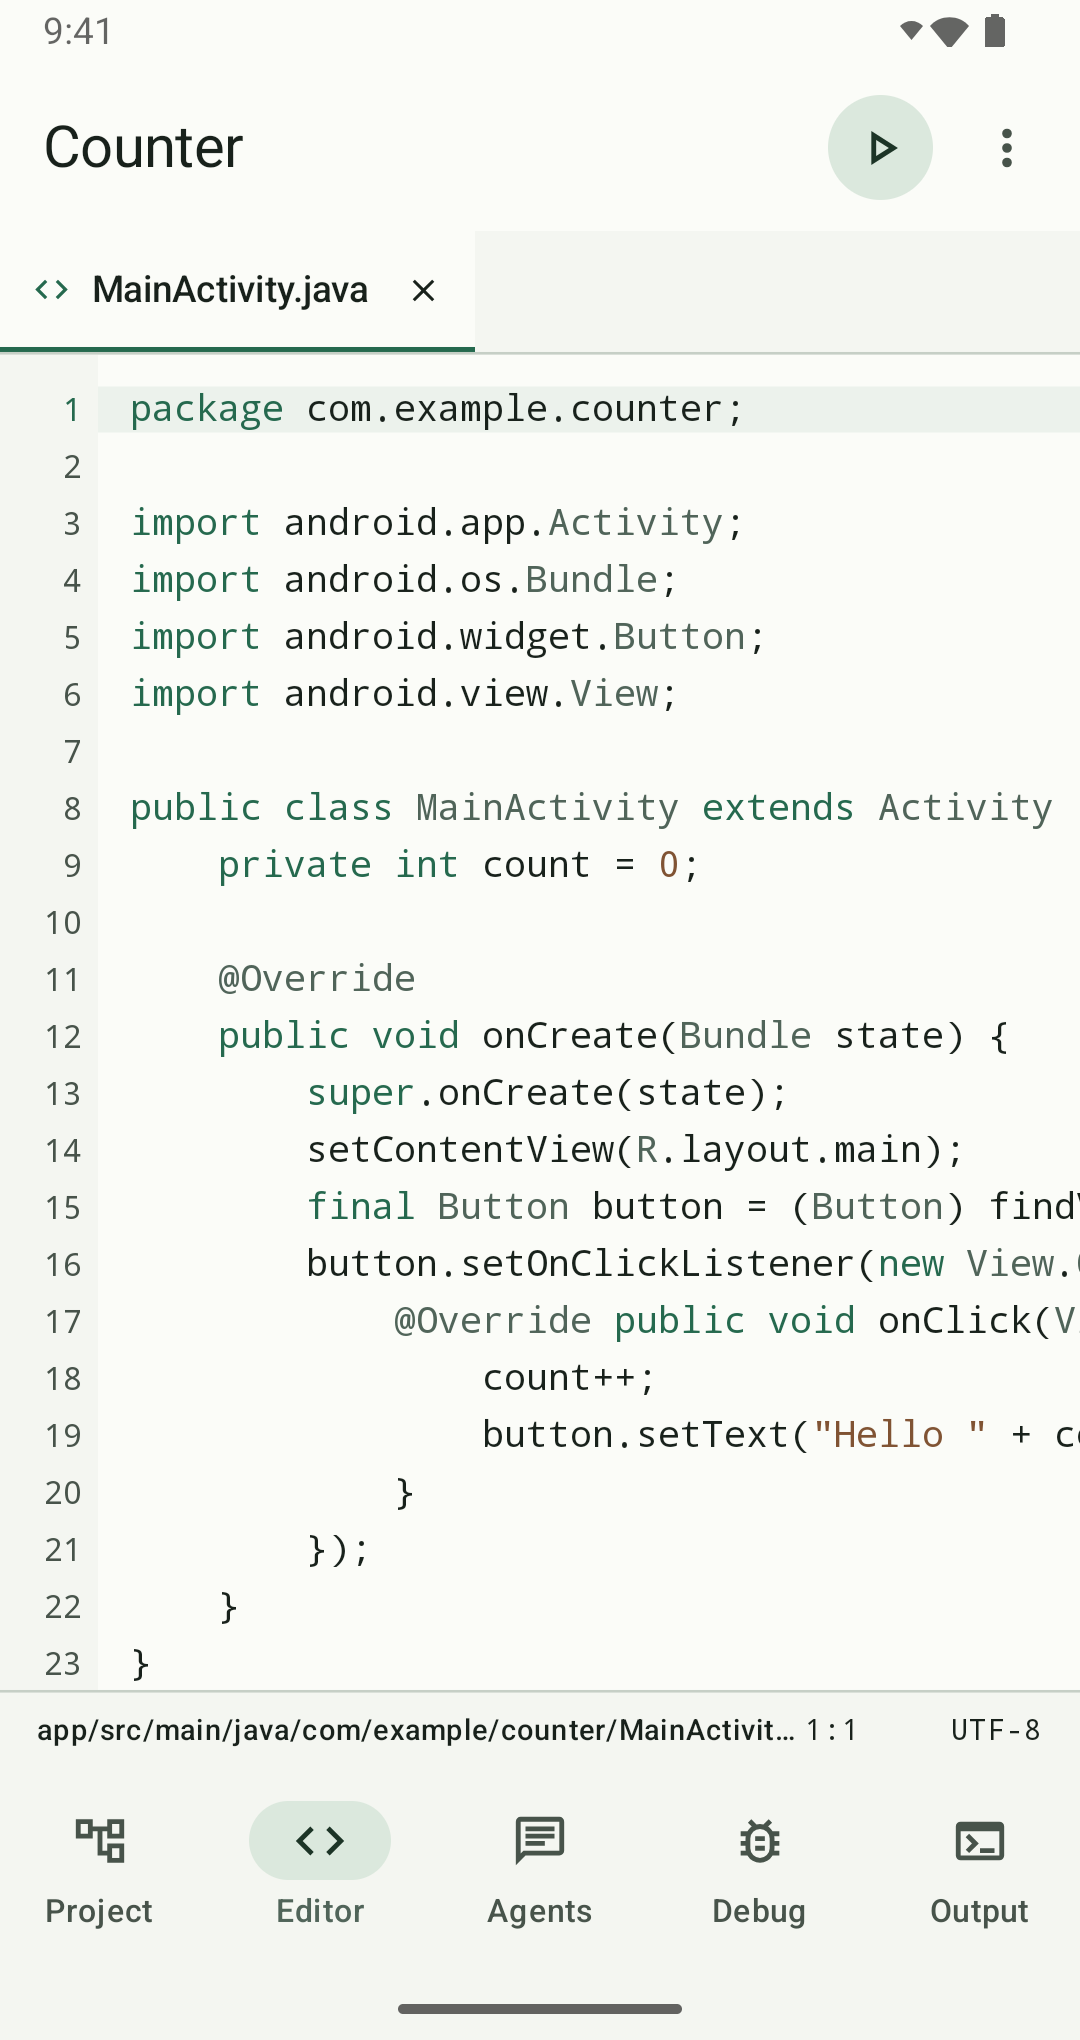 9:41
Counter
MainActivity.java
1 package com.example.counter;
2
3 import android.app.Activity;
4 import android.os.Bundle;
5 import android.widget.Button;
6 import android.view.View;
7
8 public class MainActivity extends Activity
9     private int count = 0;
10
11     @Override
12     public void onCreate(Bundle state) {
13         super.onCreate(state);
14         setContentView(R.layout.main);
15         final Button button = (Button) find
16         button.setOnClickListener(new View.
17             @Override public void onClick(
18                 count++;
19                 button.setText("Hello " +
20             }
21         });
22     }
23 }
app/src/main/java/com/example/counter/MainActivit… 1:1 UTF-8
Project Editor Agents Debug Output